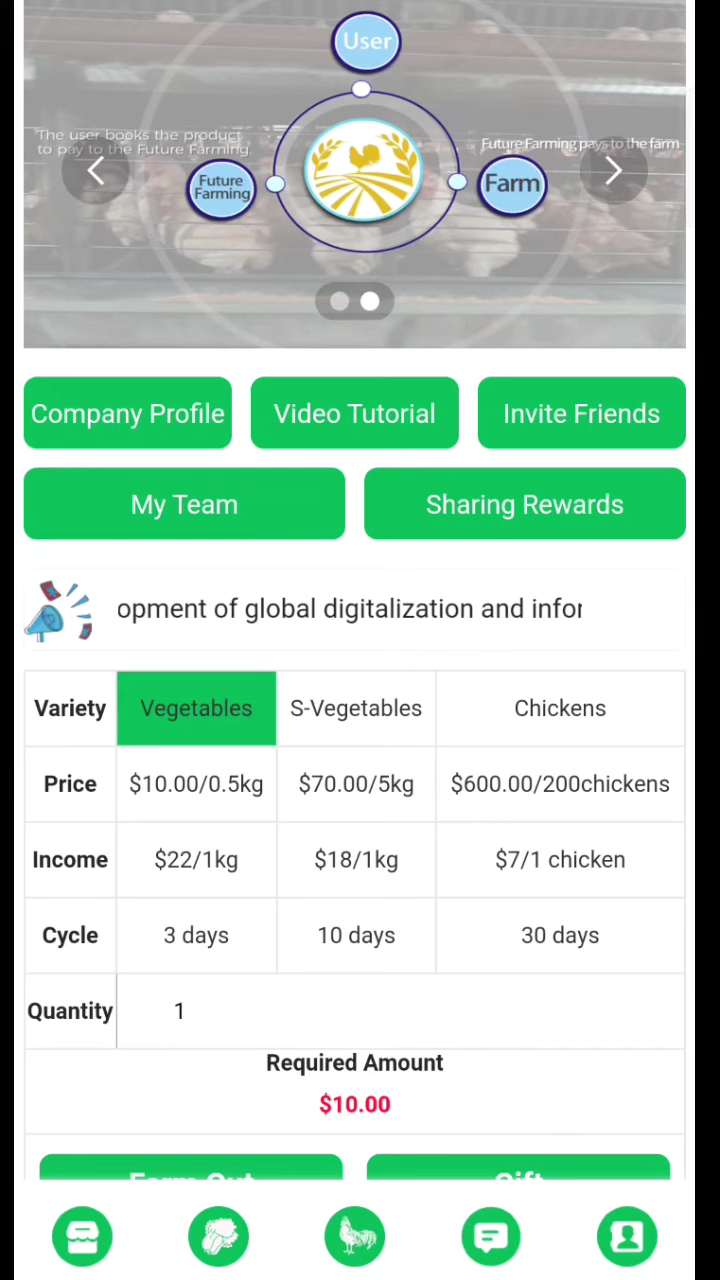 User
The user books the product
to pay to the Future Farming.
Future Farming pays to the farm
Future
Farming
Farm
Company Profile
Video Tutorial
Invite Friends
My Team
Sharing Rewards
opment of global digitalization and infor
Variety Vegetables S-Vegetables Chickens
Price $10.00/0.5kg $70.00/5kg $600.00/200chickens
Income $22/1kg $18/1kg $7/1 chicken
Cycle 3 days 10 days 30 days
Quantity 1
Required Amount
$10.00
Farm Out Gift